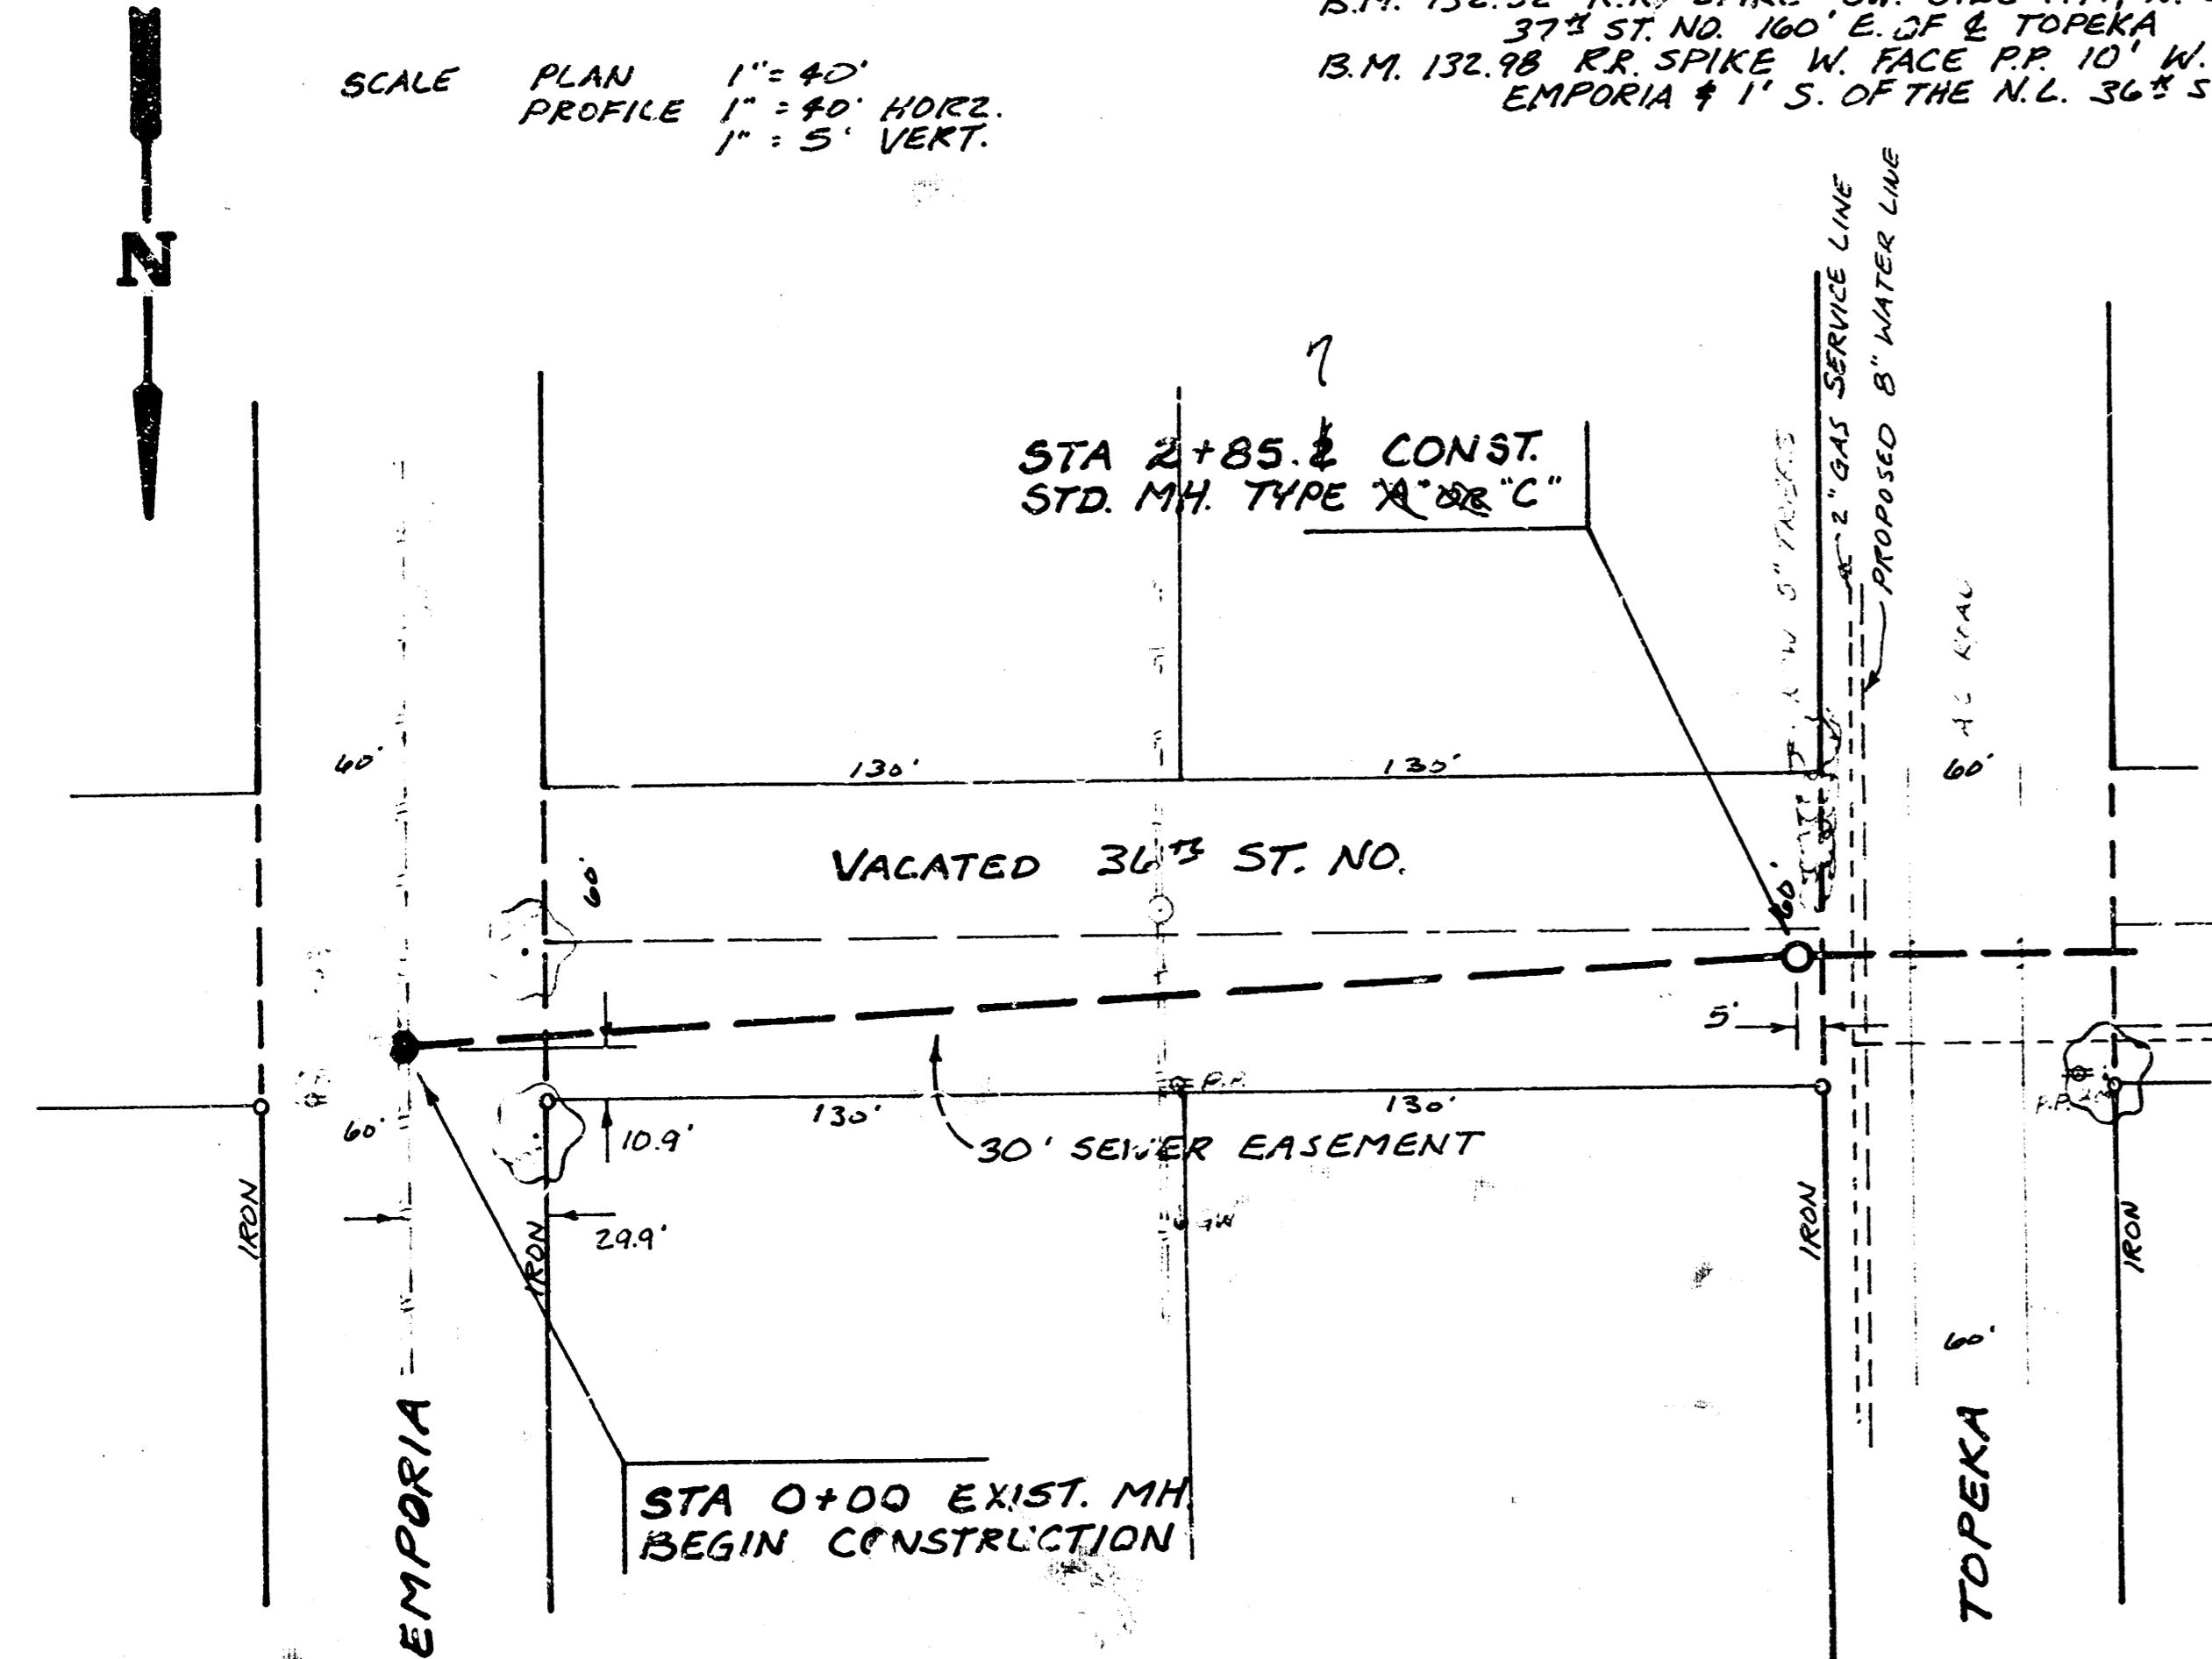 37TH ST. NO. 160' E. OF ℄ TOPEKA
B.M. 132.98 R.R. SPIKE W. FACE P.P. 10' W.
EMPORIA & 1' S. OF THE N.L. 36TH S
SCALE PLAN 1"=40'
PROFILE 1"=40' HORZ.
1"=5' VERT.
N
2" GAS SERVICE LINE
PROPOSED 8" WATER LINE
7
STA 2+85. CONST.
STD. MH. TYPE "A" OR "C"
60'
130'
130'
60'
VACATED 36TH ST. NO.
60'
60'
5'
P.P.
130'
130'
P.P.
60'
10.9'
30' SEWER EASEMENT
IRON
IRON
29.9'
GW
IRON
IRON
60'
EMPORIA
STA 0+00 EXIST. MH.
BEGIN CONSTRUCTION
TOPEKA